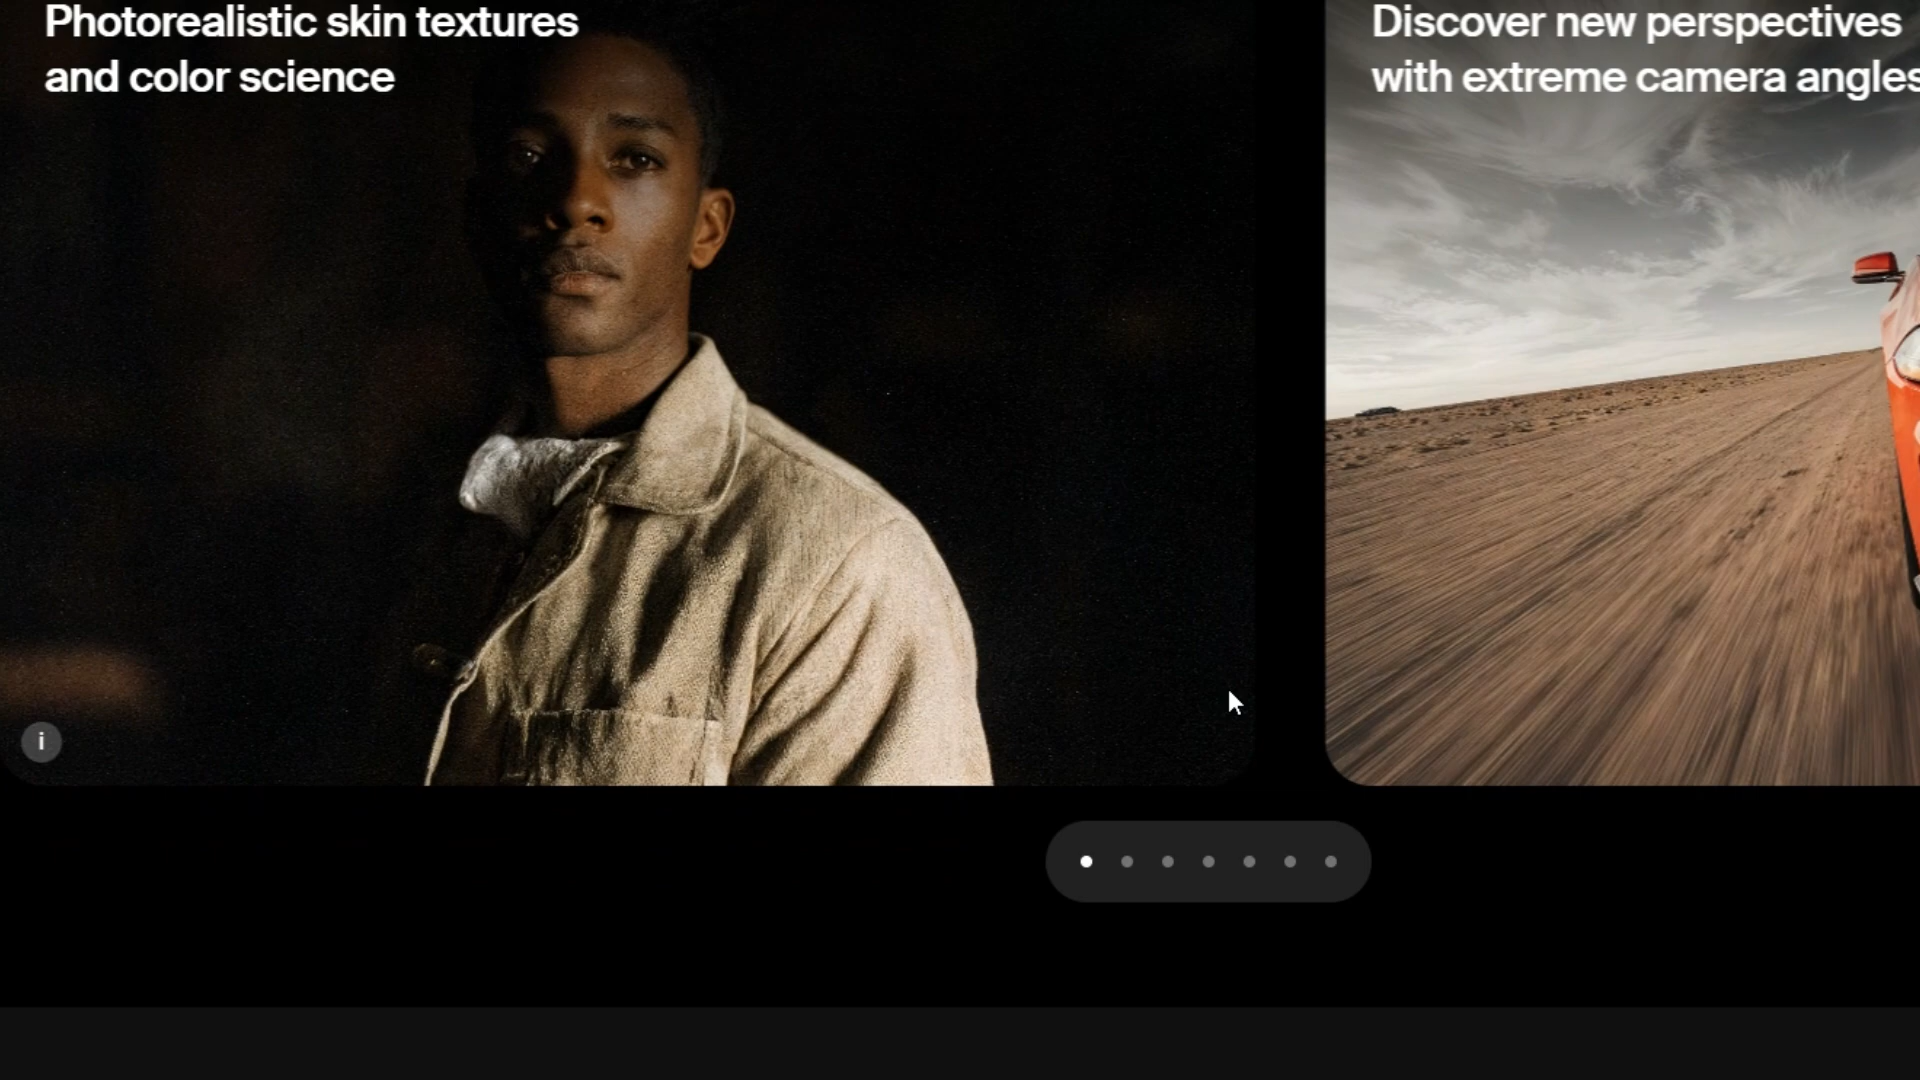 Photorealistic skin textures
and color science
Discover new perspectives
with extreme camera angles
i